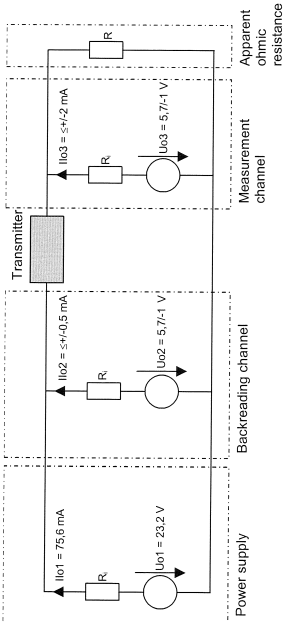 Transmitter
Ilo1 = 75,6 mA
Rᵢ
Uo1 = 23,2 V
Power supply
Ilo2 = ≤+/-0,5 mA
Rᵢ
Uo2 = 5,7/-1 V
Backreading channel
Ilo3 = ≤+/-2 mA
Rᵢ
Uo3 = 5,7/-1 V
Measurement
channel
R
Apparent
ohmic
resistance